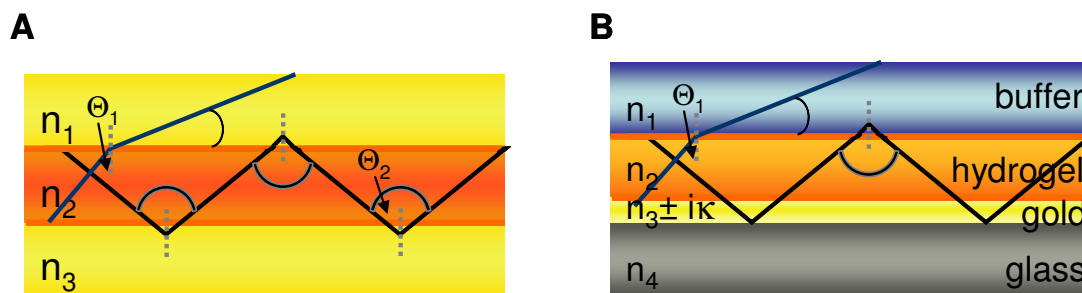 A
n1
Θ1
n2
Θ2
n3
B
n1
Θ1
buffer
n2
hydrogel
n3± iκ
gold
n4
glass